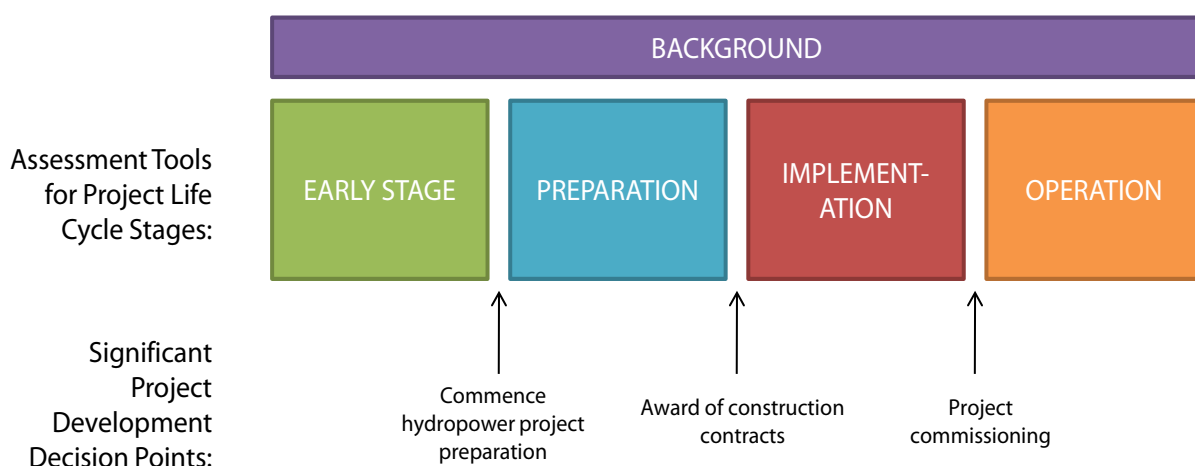 BACKGROUND
Assessment Tools
for Project Life
Cycle Stages:
EARLY STAGE
PREPARATION
IMPLEMENT-
ATION
OPERATION
Significant
Project
Development
Decision Points:
Commence
hydropower project
preparation
Award of construction
contracts
Project
commissioning